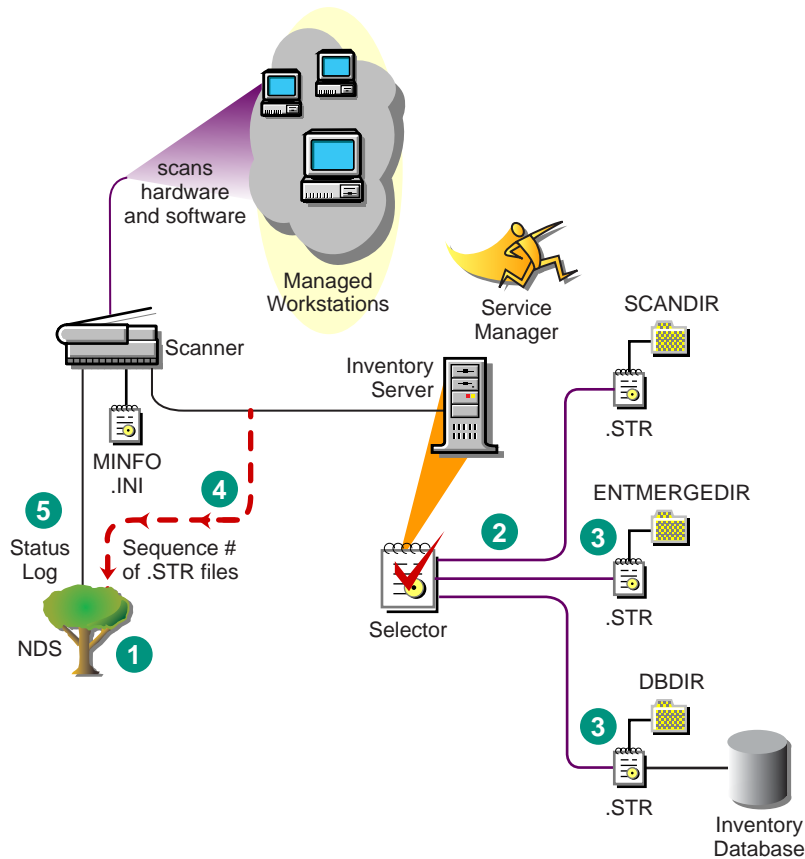 scans
hardware
and software
Managed
Workstations
Service
Manager
SCANDIR
Scanner
Inventory
Server
.STR
MINFO
.INI
4
ENTMERGEDIR
5
2
3
Status
Log
Sequence #
of .STR files
.STR
Selector
NDS
1
DBDIR
3
.STR
Inventory
Database